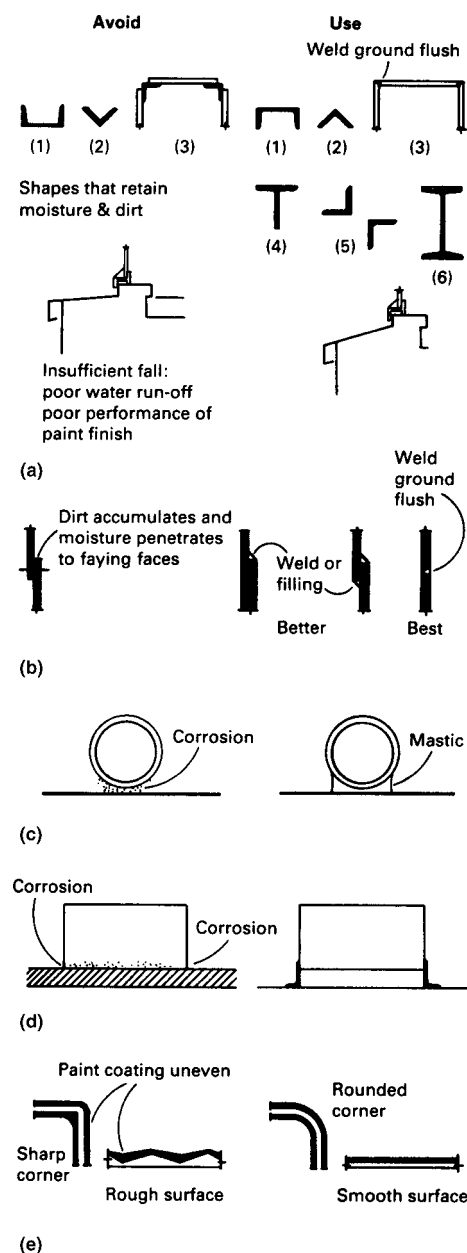 Avoid
Use
Weld ground flush
(1)
(2)
(3)
(1)
(2)
(3)
Shapes that retain
moisture & dirt
(4)
(5)
(6)
Insufficient fall:
poor water run-off
poor performance of
paint finish
(a)
Dirt accumulates and
moisture penetrates
to faying faces
Weld or
filling
Weld
ground
flush
Better
Best
(b)
Corrosion
Mastic
(c)
Corrosion
Corrosion
(d)
Paint coating uneven
Sharp
corner
Rough surface
Rounded
corner
Smooth surface
(e)